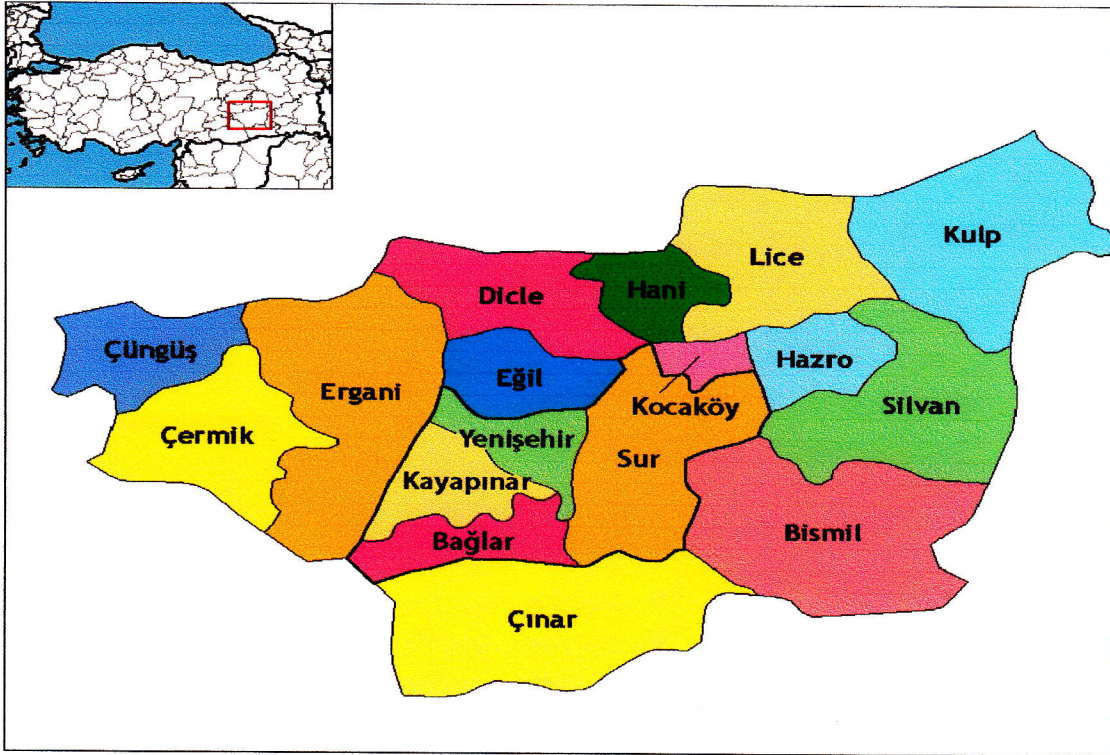 Kulp
Lice
Dicle
Hani
Çüngüş
Hazro
Eğil
Ergani
Kocaköy
Silvan
Çermik
Yenişehir
Sur
Kayapınar
Bağlar
Bismil
Çınar